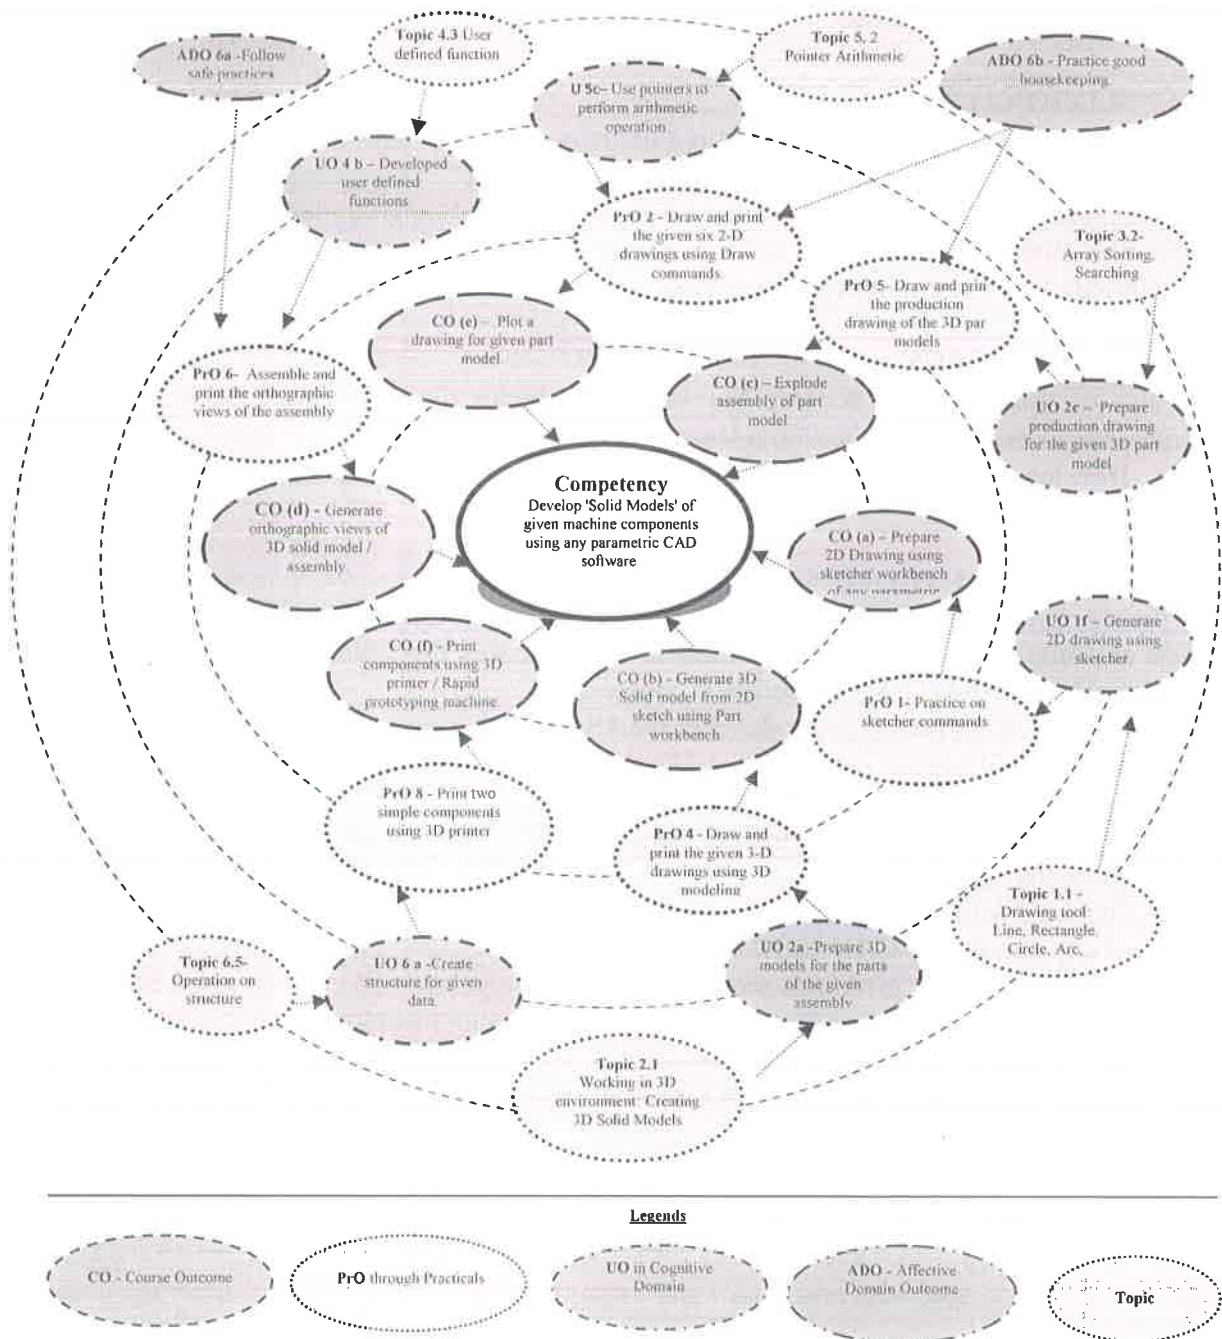 ADO 6a -Follow
safe practices
Topic 4.3 User
defined function
Topic 5, 2
Pointer Arithmetic
ADO 6b - Practice good
housekeeping.
U 5c– Use pointers to
perform arithmetic
operation.
UO 4 b – Developed
user defined
functions
PrO 2 - Draw and print
the given six 2-D
drawings using Draw
commands.
Topic 3.2-
Array Sorting,
Searching
PrO 5- Draw and prin
the production
drawing of the 3D par
models
CO (e) – Plot a
drawing for given part
model.
PrO 6- Assemble and
print the orthographic
views of the assembly
CO (c) – Explode
assembly of part
model
UO 2c – Prepare
production drawing
for the given 3D part
model
Competency
Develop 'Solid Models' of
given machine components
using any parametric CAD
software
CO (d) - Generate
orthographic views of
3D solid model /
assembly.
CO (a) – Prepare
2D Drawing using
sketcher workbench
of any parametric
UO 1f – Generate
2D drawing using
sketcher
CO (f) - Print
components using 3D
printer / Rapid
prototyping machine.
CO (b) - Generate 3D
Solid model from 2D
sketch using Part
workbench
PrO 1- Practice on
sketcher commands
PrO 8 - Print two
simple components
using 3D printer
PrO 4 - Draw and
print the given 3-D
drawings using 3D
modeling
Topic 1.1 -
Drawing tool:
Line, Rectangle,
Circle, Arc,
Topic 6.5-
Operation on
structure
UO 6 a -Create
structure for given
data.
UO 2a -Prepare 3D
models for the parts
of the given
assembly
Topic 2.1
Working in 3D
environment: Creating
3D Solid Models
Legends
CO - Course Outcome
PrO through Practicals
UO in Cognitive
Domain
ADO - Affective
Domain Outcome
Topic